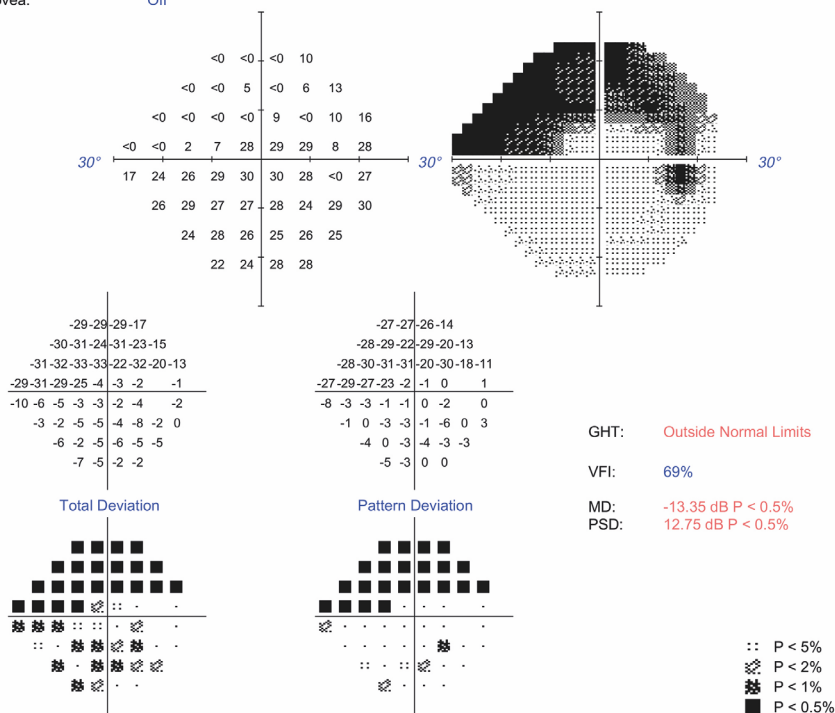 Off
<0 <0 <0 10
<0 <0 5 <0 6 13
<0 <0 <0 <0 9 <0 10 16
<0 <0 2 7 28 29 29 8 28
30° 30° 30°
17 24 26 29 30 30 28 <0 27
26 29 27 27 28 24 29 30
24 28 26 25 26 25
22 24 28 28
-29 -29 -29 -17 -27 -27 -26 -14
-30 -31 -24 -31 -23 -15 -28 -29 -22 -29 -20 -13
-31 -32 -33 -33 -22 -32 -20 -13 -28 -30 -31 -31 -20 -30 -18 -11
-29 -31 -29 -25 -4 -3 -2 -1 -27 -29 -27 -23 -2 -1 0 1
-10 -6 -5 -3 -3 -2 -4 -2 -8 -3 -3 -1 -1 0 -2 0
-3 -2 -5 -5 -4 -8 -2 0 -1 0 -3 -3 -1 -6 0 3
GHT: Outside Normal Limits
-6 -2 -5 -6 -5 -5 -4 0 -3 -4 -3 -3
-7 -5 -2 -2 -5 -3 0 0
VFI: 69%
Total Deviation Pattern Deviation
MD: -13.35 dB P < 0.5%
PSD: 12.75 dB P < 0.5%
P < 5%
P < 2%
P < 1%
P < 0.5%